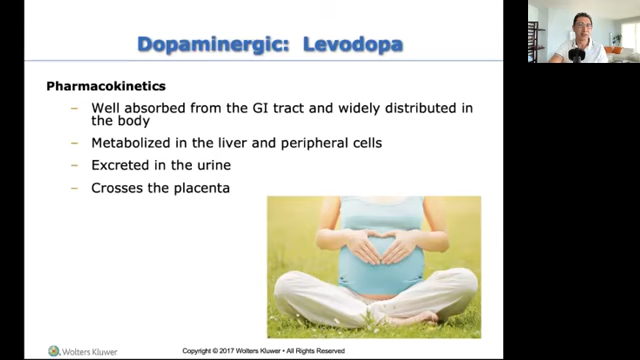 Dopaminergic: Levodopa
Pharmacokinetics
– Well absorbed from the GI tract and widely distributed in
the body
– Metabolized in the liver and peripheral cells
– Excreted in the urine
– Crosses the placenta
Wolters Kluwer
Copyright © 2017 Wolters Kluwer • All Rights Reserved